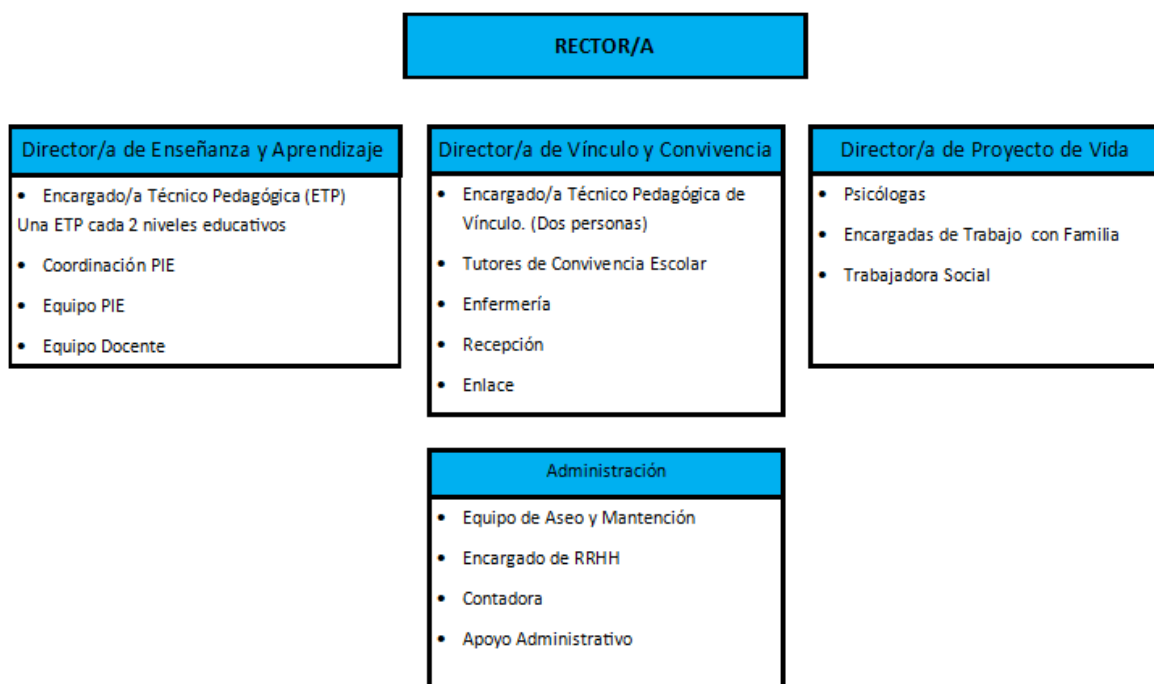 RECTOR/A
Director/a de Enseñanza y Aprendizaje
• Encargado/a Técnico Pedagógica (ETP)
Una ETP cada 2 niveles educativos
• Coordinación PIE
• Equipo PIE
• Equipo Docente
Director/a de Vínculo y Convivencia
• Encargado/a Técnico Pedagógica de
Vínculo. (Dos personas)
• Tutores de Convivencia Escolar
• Enfermería
• Recepción
• Enlace
Director/a de Proyecto de Vida
• Psicólogas
• Encargadas de Trabajo con Familia
• Trabajadora Social
Administración
• Equipo de Aseo y Mantención
• Encargado de RRHH
• Contadora
• Apoyo Administrativo